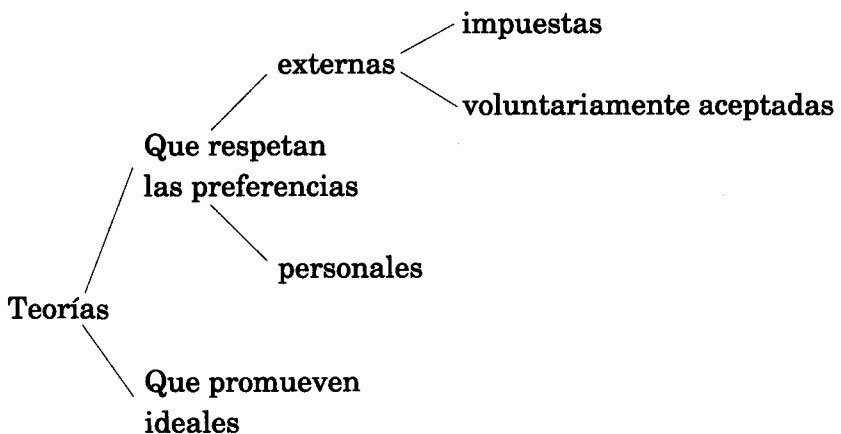 impuestas
externas
voluntariamente aceptadas
Que respetan
las preferencias
personales
Teorías
Que promueven
ideales